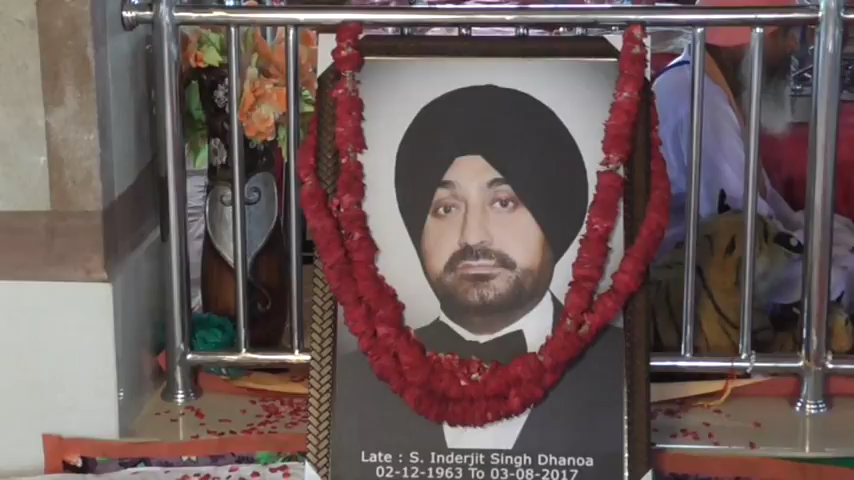 Late : S. Inderjit Singh Dhanoa
02-12-1963 To 03-08-2017